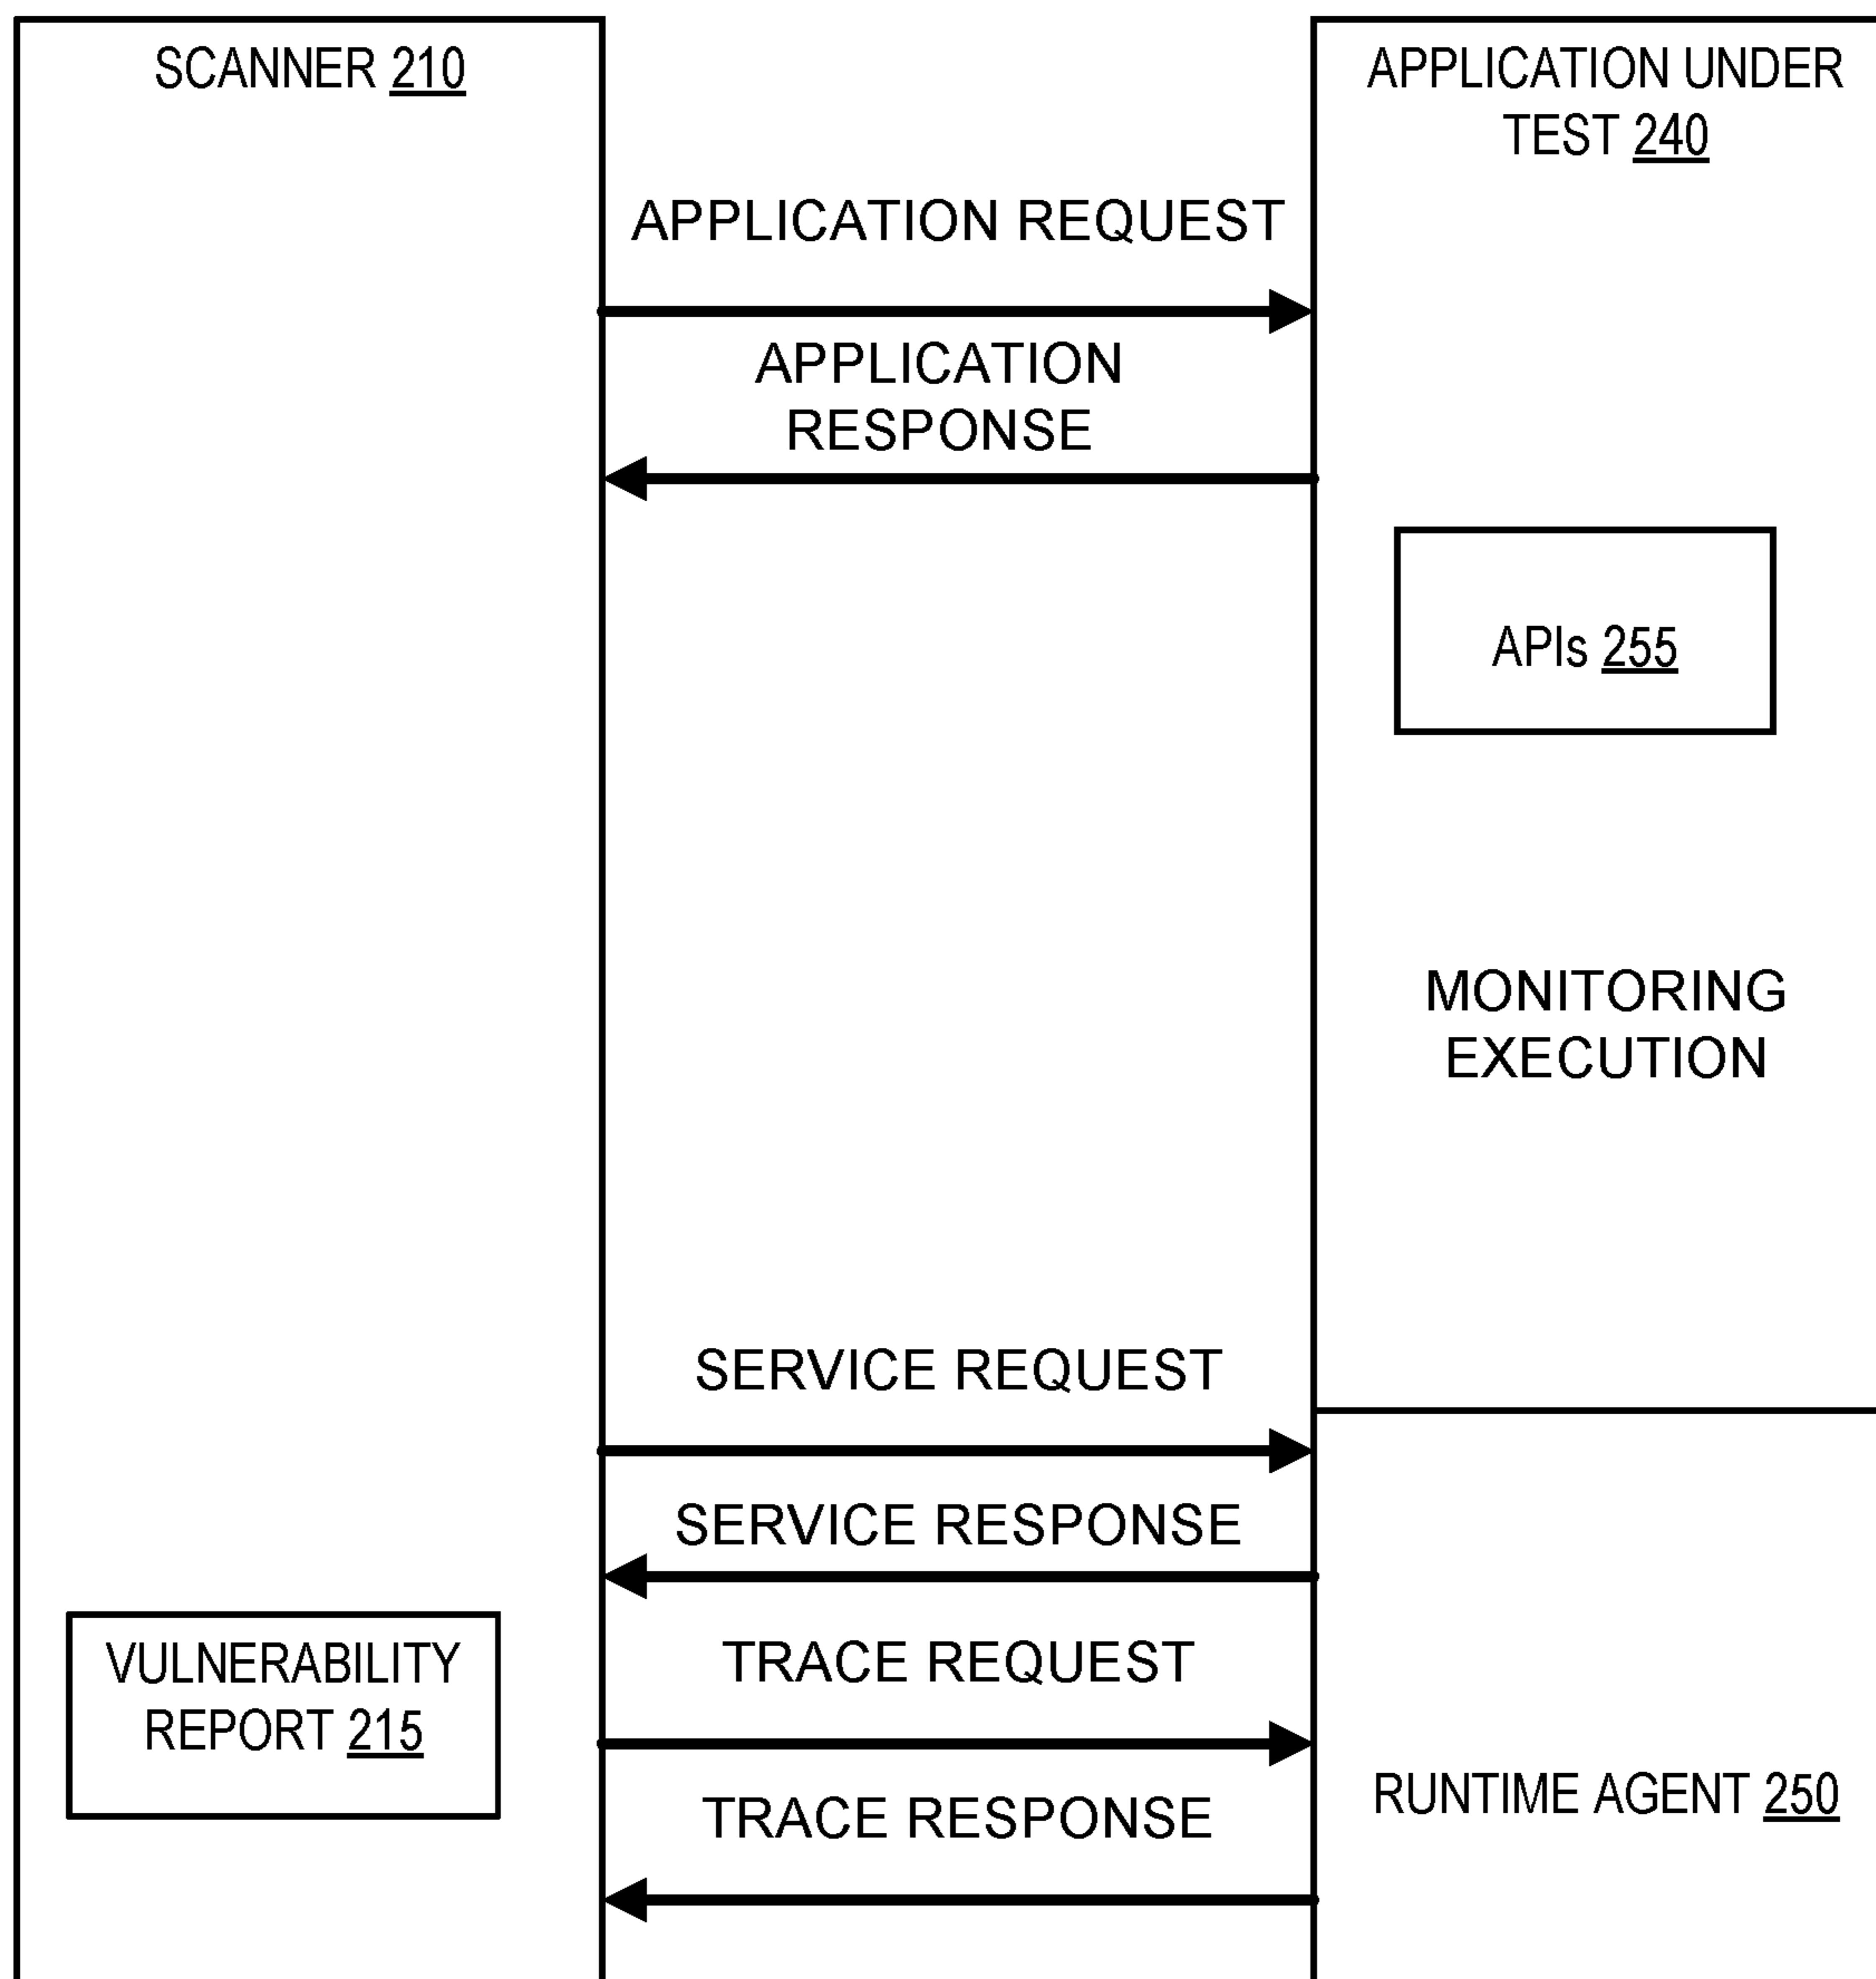 SCANNER 210
APPLICATION UNDER
TEST 240
APPLICATION REQUEST
APPLICATION
RESPONSE
APIs 255
MONITORING
EXECUTION
SERVICE REQUEST
SERVICE RESPONSE
VULNERABILITY
REPORT 215
TRACE REQUEST
TRACE RESPONSE
RUNTIME AGENT 250